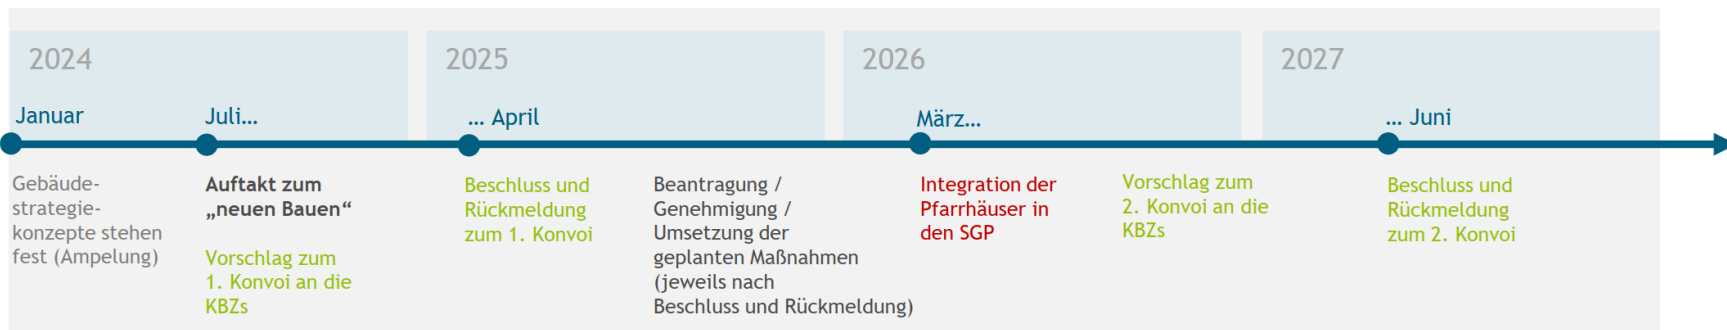 2024
2025
2026
2027
Januar
Juli...
... April
März...
... Juni
Gebäude-
strategie-
konzepte stehen
fest (Ampelung)
Auftakt zum
„neuen Bauen“
Vorschlag zum
1. Konvoi an die
KBZs
Beschluss und
Rückmeldung
zum 1. Konvoi
Beantragung /
Genehmigung /
Umsetzung der
geplanten Maßnahmen
(jeweils nach
Beschluss und Rückmeldung)
Integration der
Pfarrhäuser in
den SGP
Vorschlag zum
2. Konvoi an die
KBZs
Beschluss und
Rückmeldung
zum 2. Konvoi